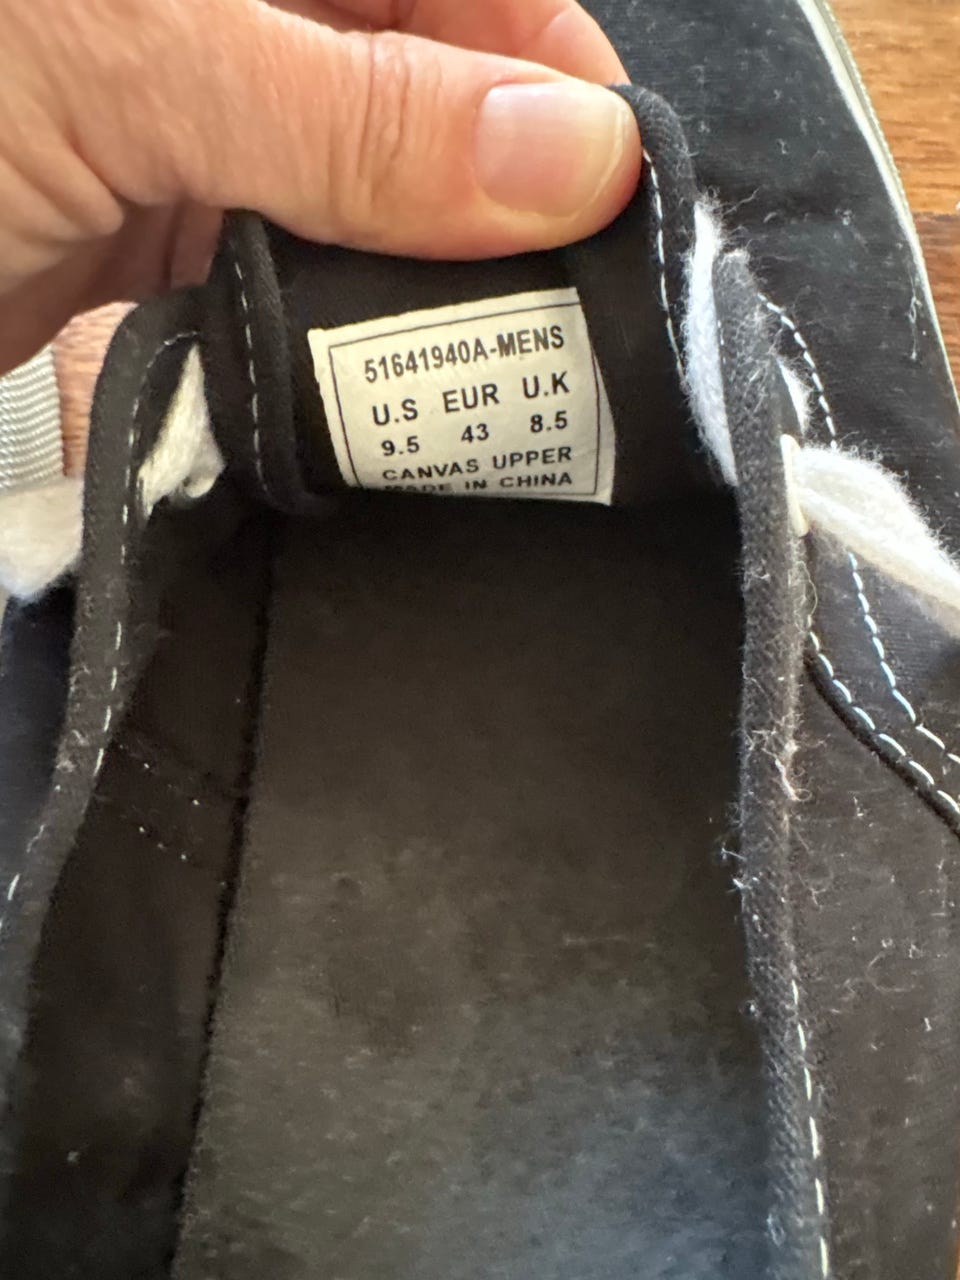 51641940A-MENS
U.S EUR U.K
9.5 43 8.5
CANVAS UPPER
MADE IN CHINA